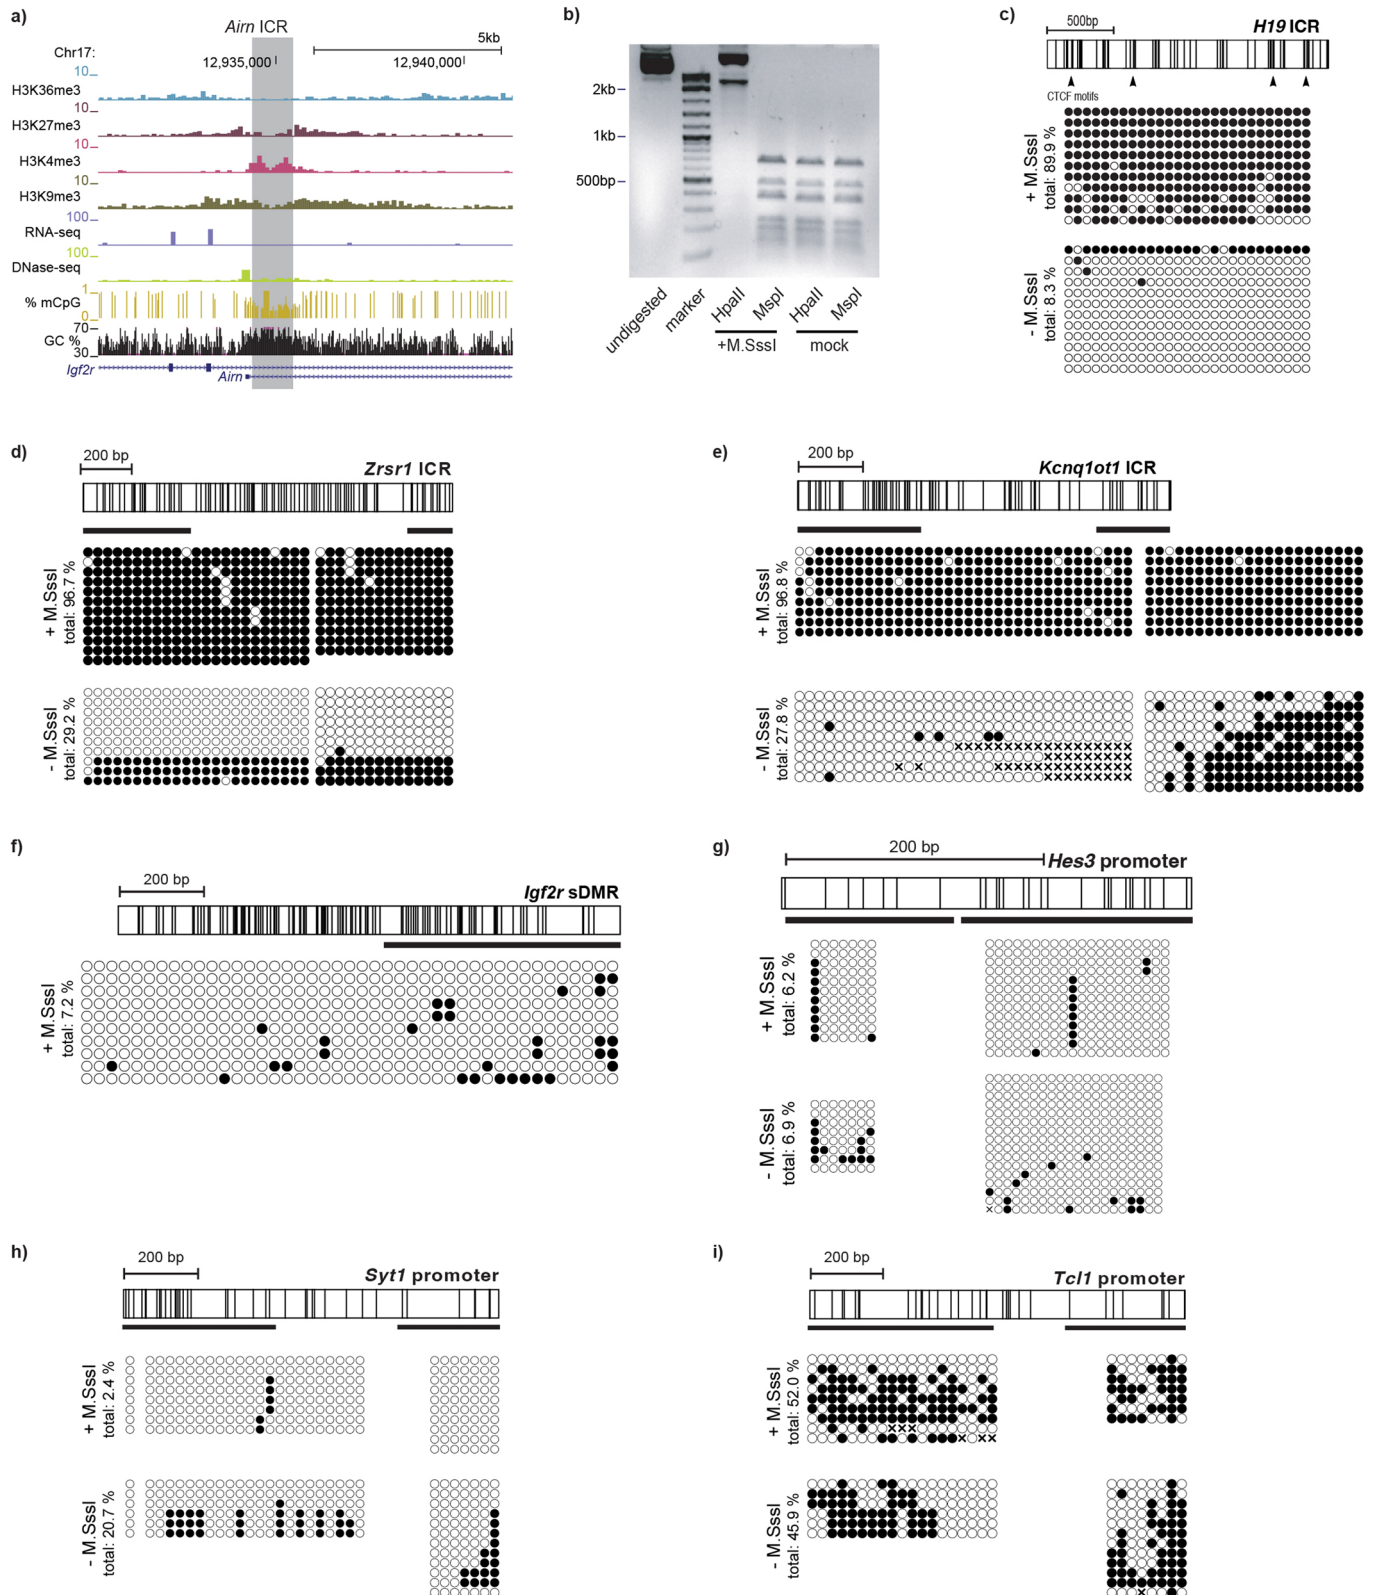 a)
Airn ICR
Chr17:
5kb
12,935,000
12,940,000
10
H3K36me3
10
H3K27me3
10
H3K4me3
10
H3K9me3
100
RNA-seq
100
DNase-seq
1
% mCpG
0
70
GC %
30
Igf2r
Airn
b)
2kb
1kb
500bp
undigested
marker
HpaII
MspI
HpaII
MspI
+M.SssI
mock
c)
500bp
H19 ICR
CTCF motifs
+ M.SssI
total: 89.9 %
- M.SssI
total: 8.3 %
d)
200 bp
Zrsr1 ICR
+ M.SssI
total: 96.7 %
- M.SssI
total: 29.2 %
e)
200 bp
Kcnq1ot1 ICR
+ M.SssI
total: 96.8 %
- M.SssI
total: 27.8 %
f)
200 bp
Igf2r sDMR
+ M.SssI
total: 7.2 %
g)
200 bp
Hes3 promoter
+ M.SssI
total: 6.2 %
- M.SssI
total: 6.9 %
h)
200 bp
Syt1 promoter
+ M.SssI
total: 2.4 %
- M.SssI
total: 20.7 %
i)
200 bp
Tcl1 promoter
+ M.SssI
total: 52.0 %
- M.SssI
total: 45.9 %